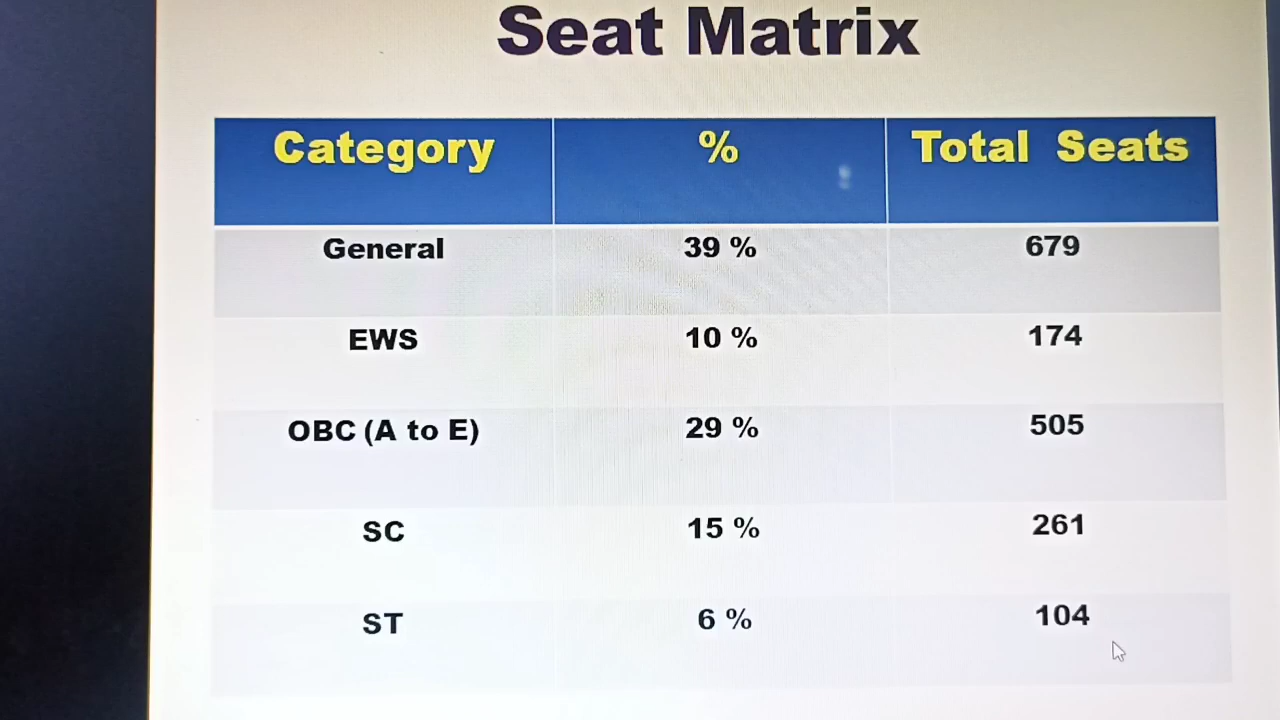 Seat Matrix
Category % Total Seats
General 39 % 679
EWS 10 % 174
OBC (A to E) 29 % 505
SC 15 % 261
ST 6 % 104